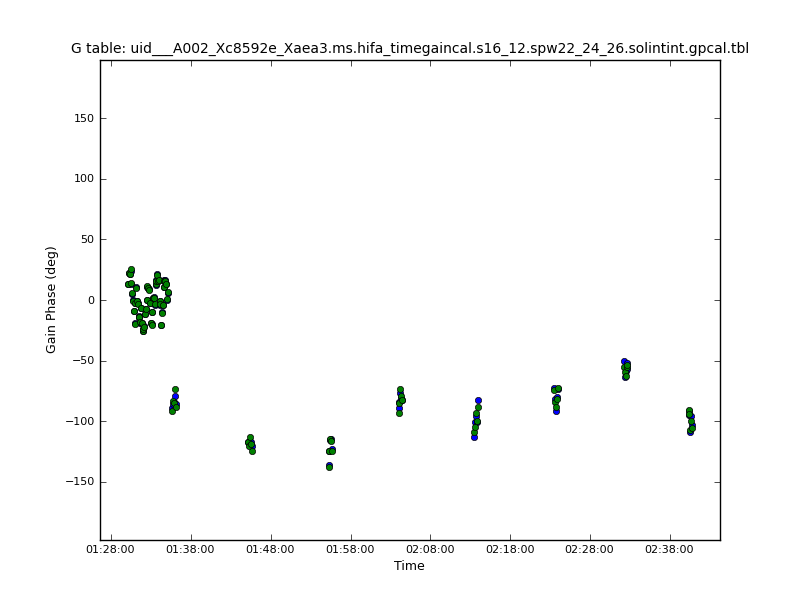 G table: uid___A002_Xc8592e_Xaea3.ms.hifa_timegaincal.s16_12.spw22_24_26.solintint.gpcal.tbl
150
100
50
0
−50
−100
−150
Gain Phase (deg)
01:28:00 01:38:00 01:48:00 01:58:00 02:08:00 02:18:00 02:28:00 02:38:00
Time